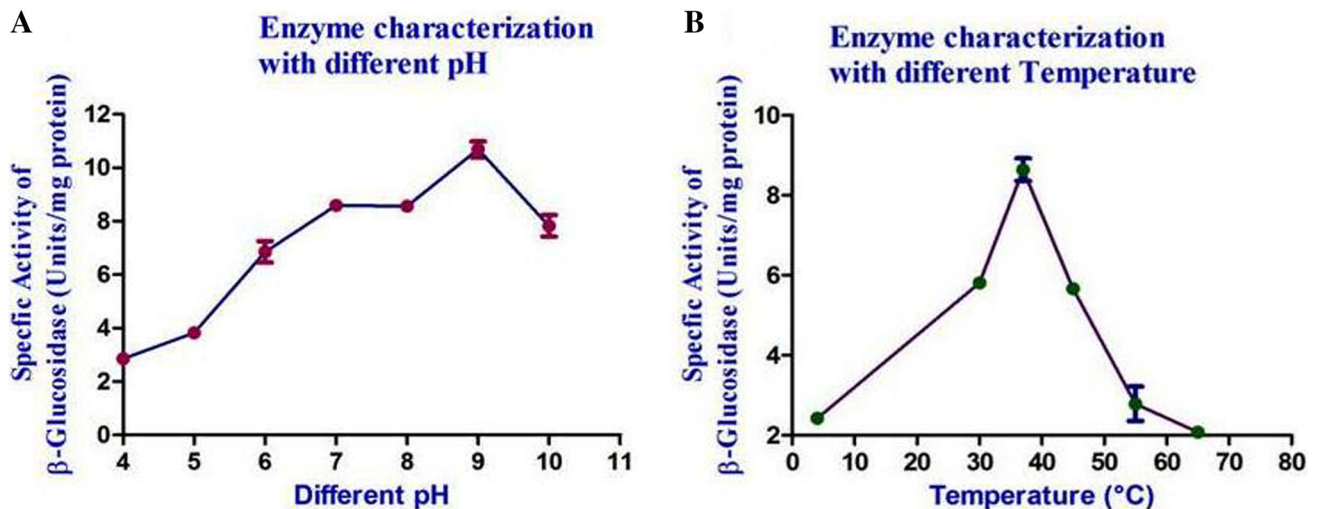 A
Enzyme characterization
with different pH
Specfic Activity of
β-Glucosidase (Units/mg protein)
12
10
8
6
4
2
0
4 5 6 7 8 9 10 11
Different pH
B
Enzyme characterization
with different Temperature
Specfic Activity of
β-Glucosidase (Units/mg protein)
10
8
6
4
2
0 10 20 30 40 50 60 70 80
Temperature (°C)